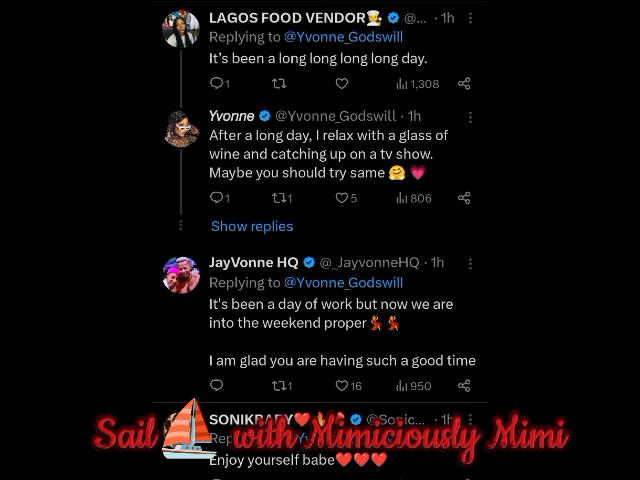 LAGOS FOOD VENDOR @... · 1h
Replying to @Yvonne_Godswill
It's been a long long long long day.
1 1,308
Yvonne @Yvonne_Godswill · 1h
After a long day, I relax with a glass of
wine and catching up on a tv show.
Maybe you should try same 🤗 💗
1 1 5 806
Show replies
JayVonne HQ @_JayvonneHQ · 1h
Replying to @Yvonne_Godswill
It's been a day of work but now we are
into the weekend proper💃💃
I am glad you are having such a good time
1 16 950
SONIKBABY @Sonic... · 1h
Sail with Mimiciously Mimi
Enjoy yourself babe❤️❤️❤️